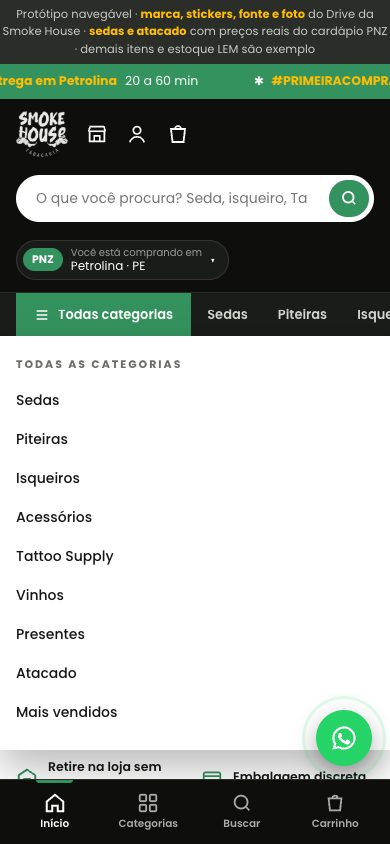 Protótipo navegável · marca, stickers, fonte e foto do Drive da
Smoke House · sedas e atacado com preços reais do cardápio PNZ
· demais itens e estoque LEM são exemplo
trega em Petrolina 20 a 60 min ✱ #PRIMEIRACOMPRA
SMOKE
HOUSE
TABACARIA
O que você procura? Seda, isqueiro, Ta
PNZ Você está comprando em
Petrolina · PE
Todas categorias Sedas Piteiras Isque
TODAS AS CATEGORIAS
Sedas
Piteiras
Isqueiros
Acessórios
Tattoo Supply
Vinhos
Presentes
Atacado
Mais vendidos
Retire na loja sem
Embalagem discreta
Início Categorias Buscar Carrinho